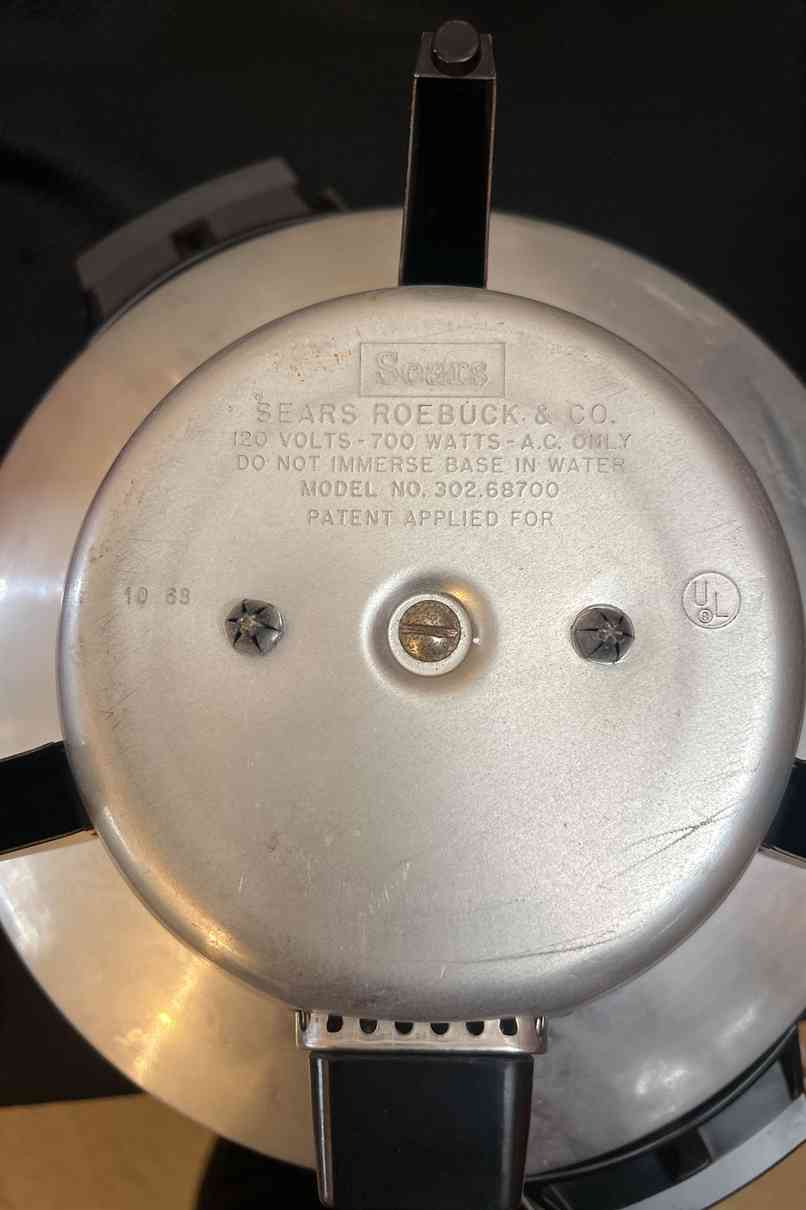 Sears
SEARS ROEBUCK & CO.
120 VOLTS - 700 WATTS - A.C. ONLY
DO NOT IMMERSE BASE IN WATER
MODEL NO. 302.68700
PATENT APPLIED FOR
10 69
UL
®